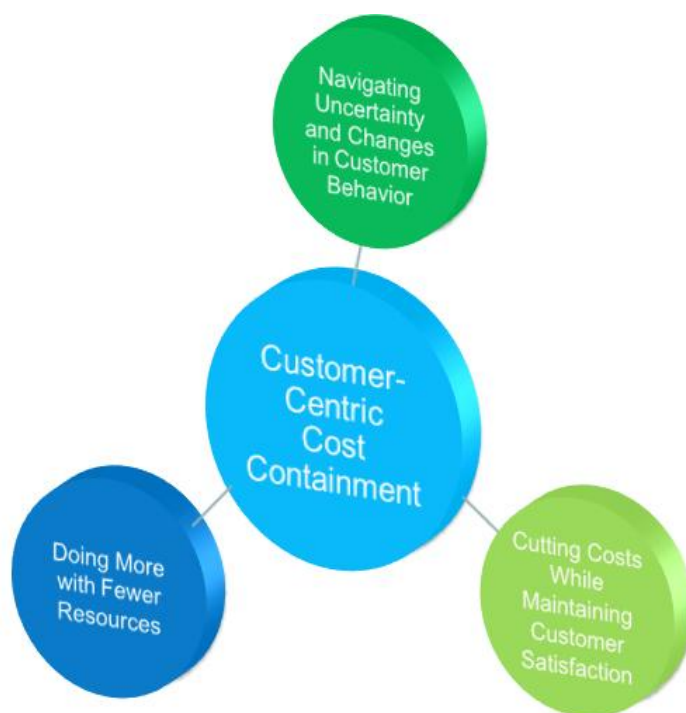 Navigating
Uncertainty
and Changes
in Customer
Behavior
Customer-
Centric
Cost
Containment
Doing More
with Fewer
Resources
Cutting Costs
While
Maintaining
Customer
Satisfaction